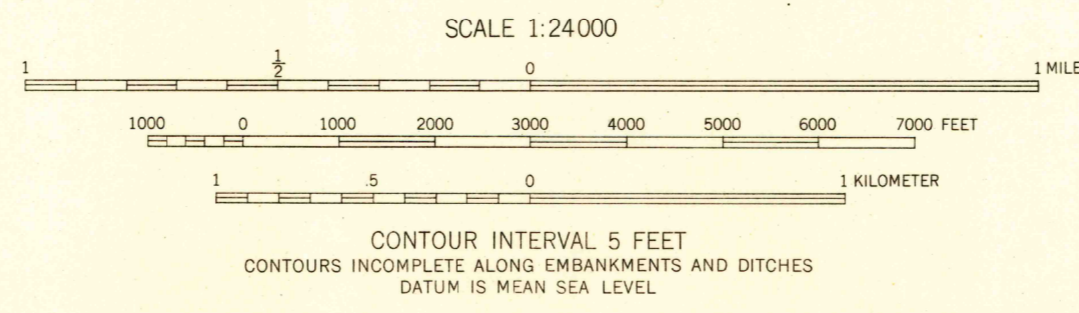 SCALE 1:24000
1 1/2 0 1 MILE
1000 0 1000 2000 3000 4000 5000 6000 7000 FEET
1 .5 0 1 KILOMETER
CONTOUR INTERVAL 5 FEET
CONTOURS INCOMPLETE ALONG EMBANKMENTS AND DITCHES
DATUM IS MEAN SEA LEVEL